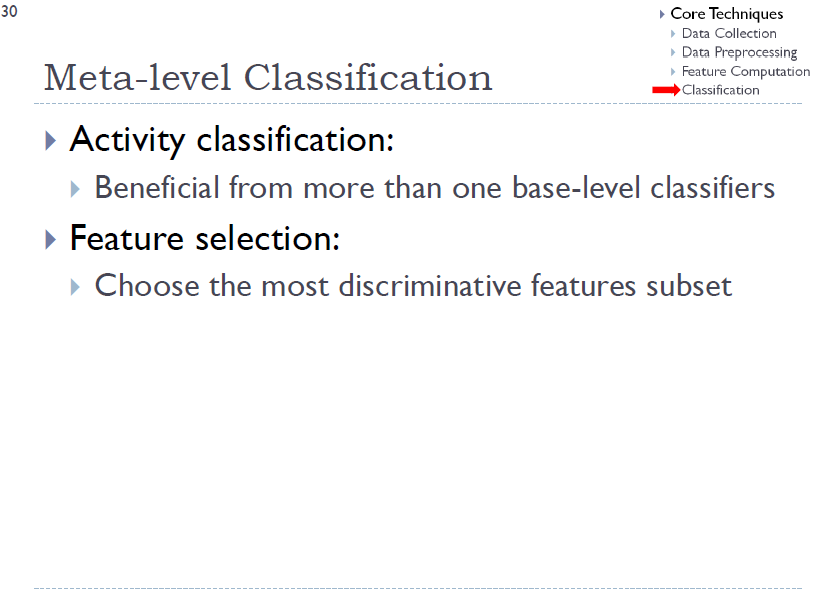 30
Core Techniques
Data Collection
Data Preprocessing
Feature Computation
Classification
Meta-level Classification
Activity classification:
Beneficial from more than one base-level classifiers
Feature selection:
Choose the most discriminative features subset